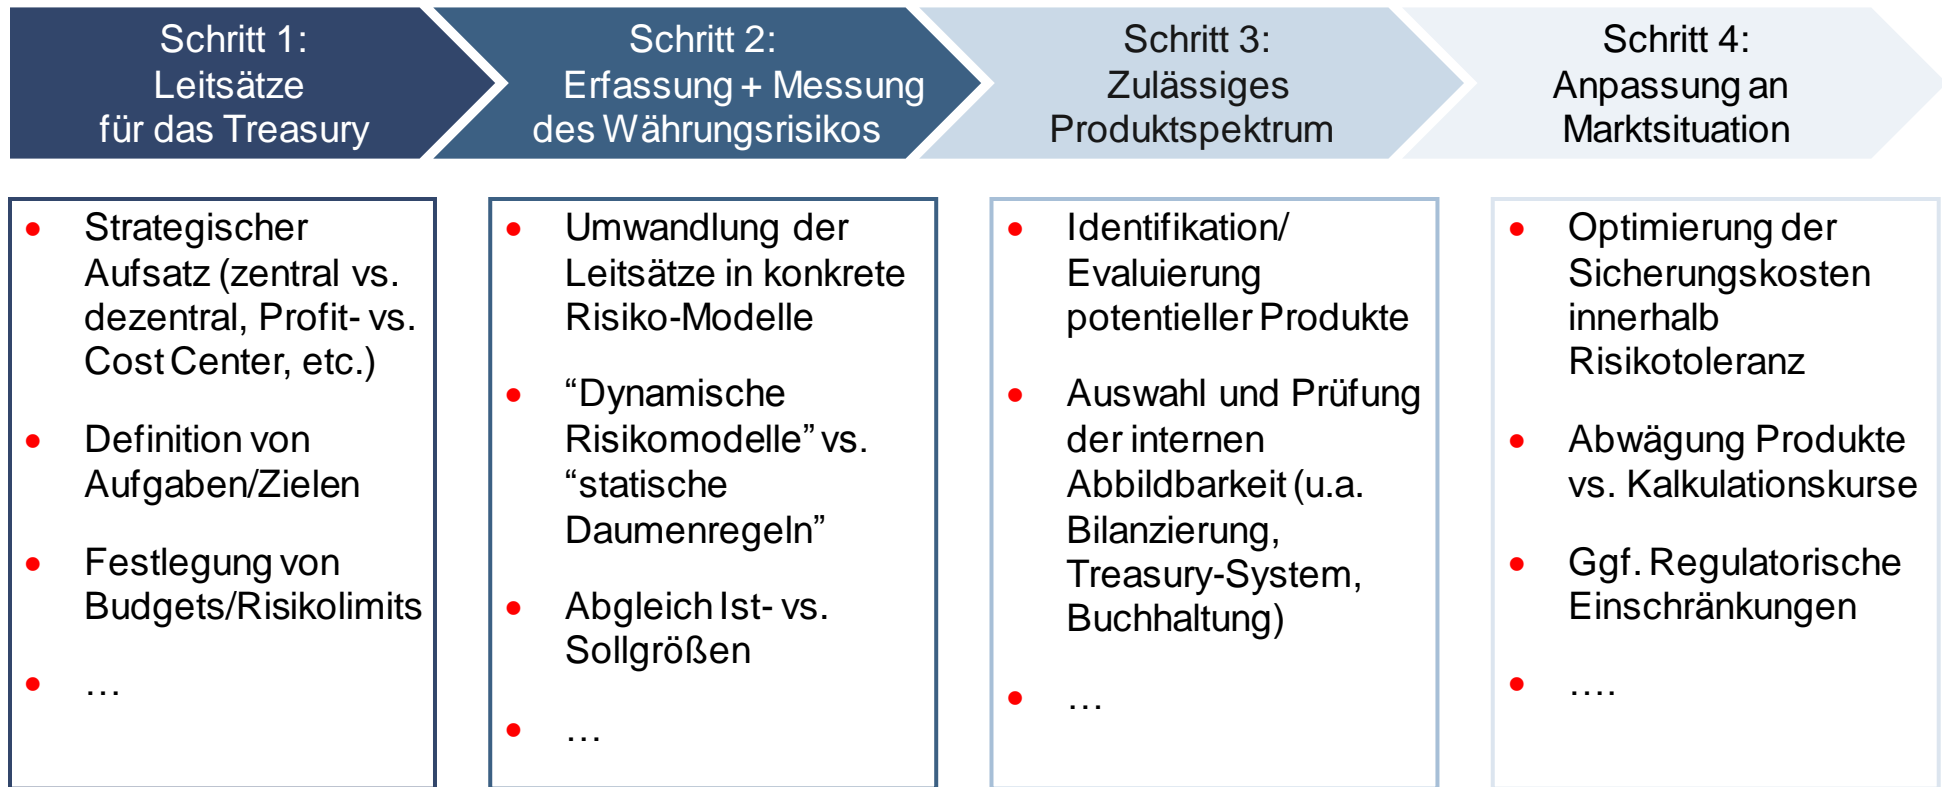 Schritt 1:
Leitsätze
für das Treasury
Schritt 2:
Erfassung + Messung
des Währungsrisikos
Schritt 3:
Zulässiges
Produktspektrum
Schritt 4:
Anpassung an
Marktsituation
• Strategischer
Aufsatz (zentral vs.
dezentral, Profit- vs.
Cost Center, etc.)
• Definition von
Aufgaben/Zielen
• Festlegung von
Budgets/Risikolimits
• …
• Umwandlung der
Leitsätze in konkrete
Risiko-Modelle
• “Dynamische
Risikomodelle” vs.
“statische
Daumenregeln”
• Abgleich Ist- vs.
Sollgrößen
• …
• Identifikation/
Evaluierung
potentieller Produkte
• Auswahl und Prüfung
der internen
Abbildbarkeit (u.a.
Bilanzierung,
Treasury-System,
Buchhaltung)
• …
• Optimierung der
Sicherungskosten
innerhalb
Risikotoleranz
• Abwägung Produkte
vs. Kalkulationskurse
• Ggf. Regulatorische
Einschränkungen
• ….